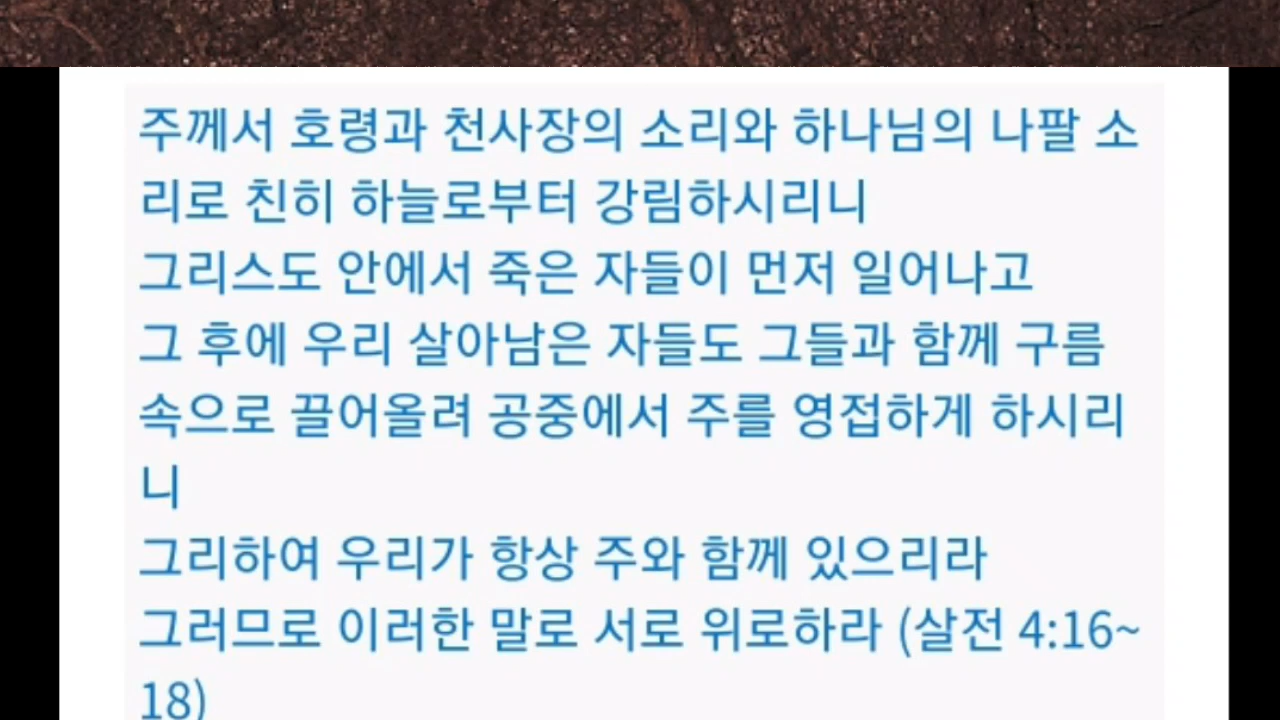 주께서 호령과 천사장의 소리와 하나님의 나팔 소
리로 친히 하늘로부터 강림하시리니
그리스도 안에서 죽은 자들이 먼저 일어나고
그 후에 우리 살아남은 자들도 그들과 함께 구름
속으로 끌어올려 공중에서 주를 영접하게 하시리
니
그리하여 우리가 항상 주와 함께 있으리라
그러므로 이러한 말로 서로 위로하라 (살전 4:16~
18)